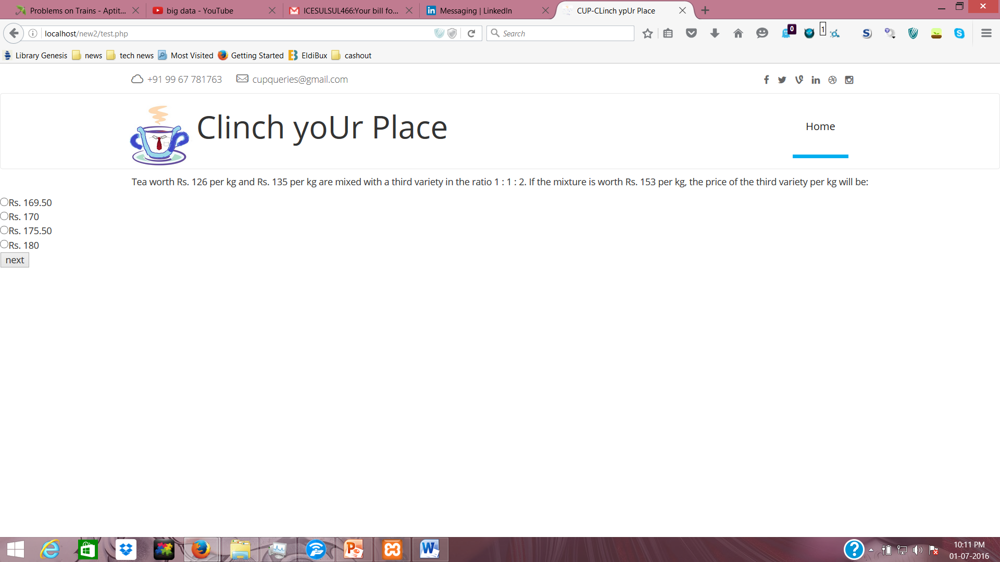 Problems on Trains - Aptit...
big data - YouTube
ICESULSUL466:Your bill fo...
Messaging | LinkedIn
CUP-CLinch ypUr Place
localhost/new2/test.php
Search
0
1
Library Genesis
news
tech news
Most Visited
Getting Started
EldiBux
cashout
+91 99 67 781763
cupqueries@gmail.com
Clinch yoUr Place
Home
Tea worth Rs. 126 per kg and Rs. 135 per kg are mixed with a third variety in the ratio 1 : 1 : 2. If the mixture is worth Rs. 153 per kg, the price of the third variety per kg will be:
Rs. 169.50
Rs. 170
Rs. 175.50
Rs. 180
next
10:11 PM
01-07-2016